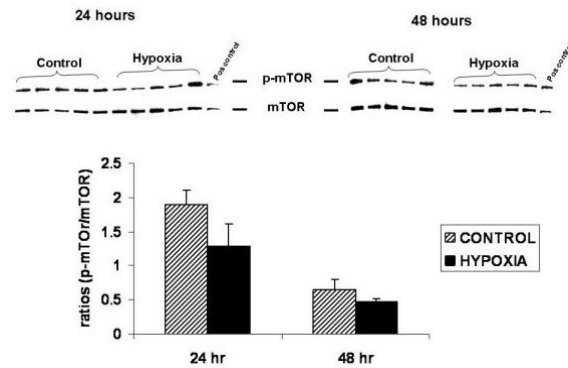 24 hours
48 hours
Control
Hypoxia
Pos control
p-mTOR
mTOR
Control
Hypoxia
Pos control
ratios (p-mTOr/mTOR)
2.5
2
1.5
1
0.5
0
24 hr
48 hr
CONTROL
HYPOXIA